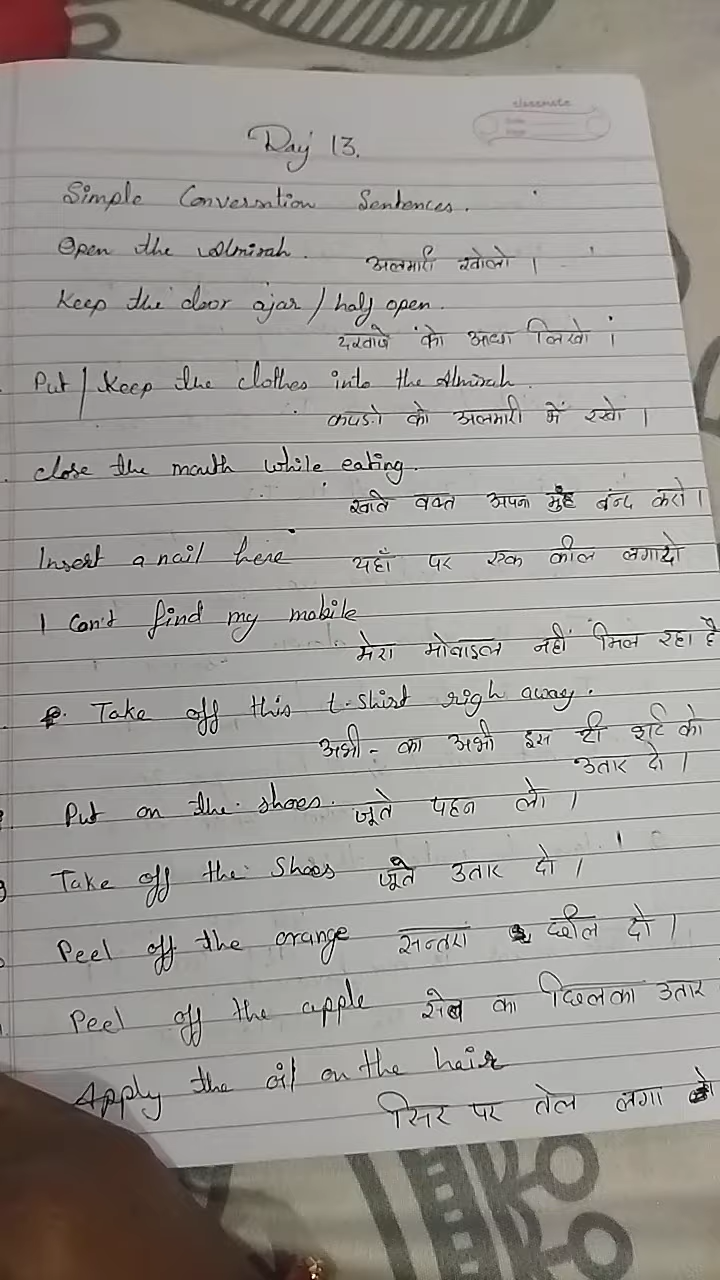 classmate
Day 13.
Simple Conversation Sentences.
Open the Almirah. अलमारी खोलो ।
Keep the door ajar / half open.
दरवाजे को आधा लिखो ।
Put / Keep the clothes into the Almirah.
कपड़ो को अलमारी में रखो ।
close the mouth while eating.
खाते वक्त अपना मुँह बन्द करो ।
Insert a nail here यहाँ पर एक कील लगादो
I Can't find my mobile
मेरा मोबाइल नहीं मिल रहा है
Take off this t-shirt righ away.
अभी - का अभी इस टी शर्ट को
उतार दो ।
Put on the shoes. जूते पहन लो ।
Take off the Shoes जूते उतार दो ।
Peel off the orange सन्तरा छील दो ।
Peel off the apple सेब का छिलका उतार
Apply the oil on the hair
सिर पर तेल लगा दो